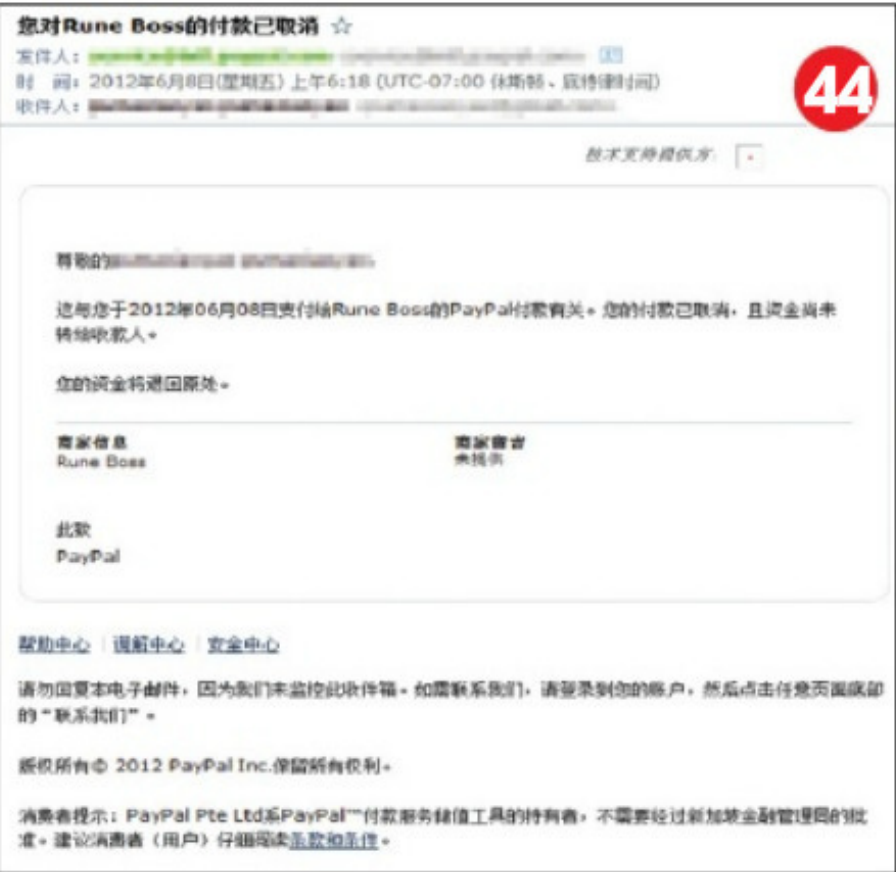 您对Rune Boss的付款已取消 ☆
发件人:
时 间: 2012年6月8日(星期五) 上午6:18 (UTC-07:00 休斯顿、底特律时间)
收件人:
44
技术支持提供方:
尊敬的
这与您于2012年06月08日支付给Rune Boss的PayPal付款有关。您的付款已取消，且资金尚未
转给收款人。
您的资金将退回原处。
商家信息 商家留言
Rune Boss 未提供
此致
PayPal
帮助中心 | 调解中心 | 安全中心
请勿回复本电子邮件，因为我们未监控此收件箱。如需联系我们，请登录到您的账户，然后点击任意页面底部
的“联系我们”。
版权所有© 2012 PayPal Inc.保留所有权利。
消费者提示：PayPal Pte Ltd系PayPal™付款服务储值工具的持有者，不需要经过新加坡金融管理局的批
准。建议消费者（用户）仔细阅读条款和条件。